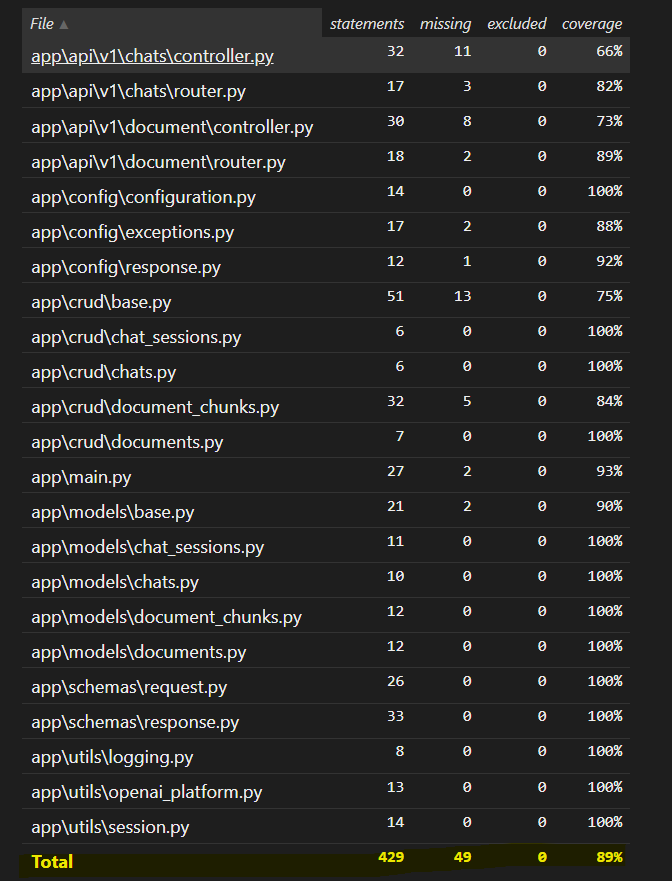 File ▲ statements missing excluded coverage
app\api\v1\chats\controller.py 32 11 0 66%
app\api\v1\chats\router.py 17 3 0 82%
app\api\v1\document\controller.py 30 8 0 73%
app\api\v1\document\router.py 18 2 0 89%
app\config\configuration.py 14 0 0 100%
app\config\exceptions.py 17 2 0 88%
app\config\response.py 12 1 0 92%
app\crud\base.py 51 13 0 75%
app\crud\chat_sessions.py 6 0 0 100%
app\crud\chats.py 6 0 0 100%
app\crud\document_chunks.py 32 5 0 84%
app\crud\documents.py 7 0 0 100%
app\main.py 27 2 0 93%
app\models\base.py 21 2 0 90%
app\models\chat_sessions.py 11 0 0 100%
app\models\chats.py 10 0 0 100%
app\models\document_chunks.py 12 0 0 100%
app\models\documents.py 12 0 0 100%
app\schemas\request.py 26 0 0 100%
app\schemas\response.py 33 0 0 100%
app\utils\logging.py 8 0 0 100%
app\utils\openai_platform.py 13 0 0 100%
app\utils\session.py 14 0 0 100%
Total 429 49 0 89%